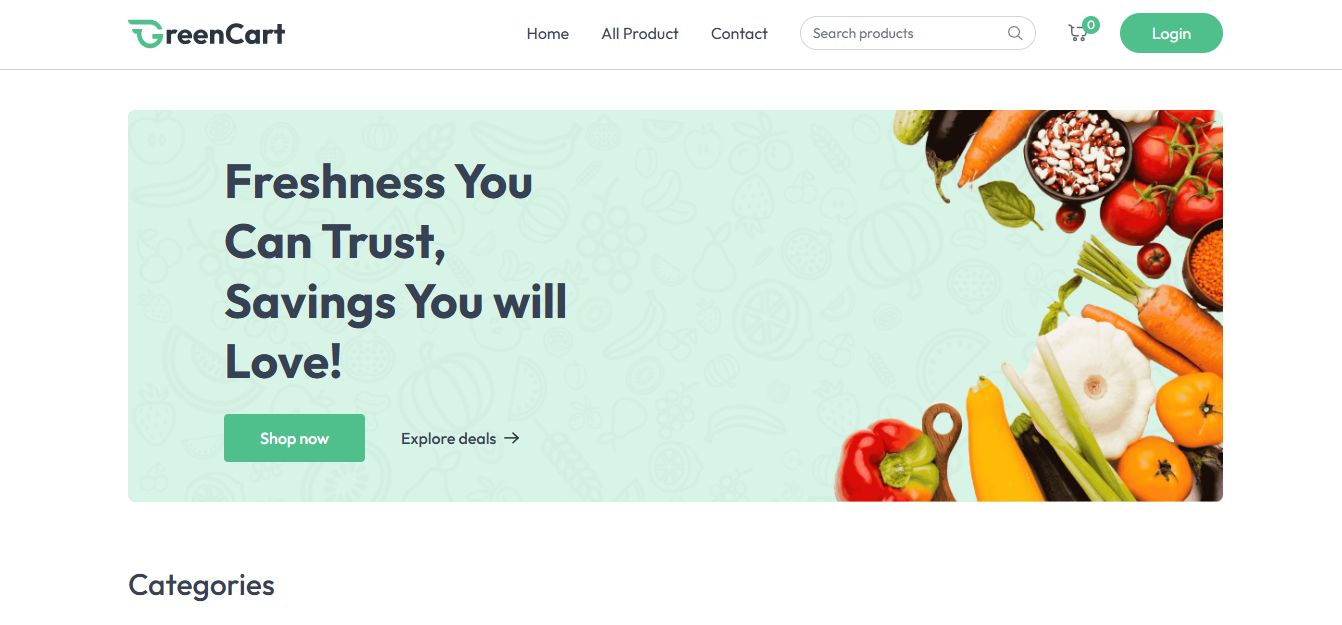 GreenCart
Home
All Product
Contact
Search products
0
Login
Freshness You
Can Trust,
Savings You will
Love!
Shop now
Explore deals
Categories